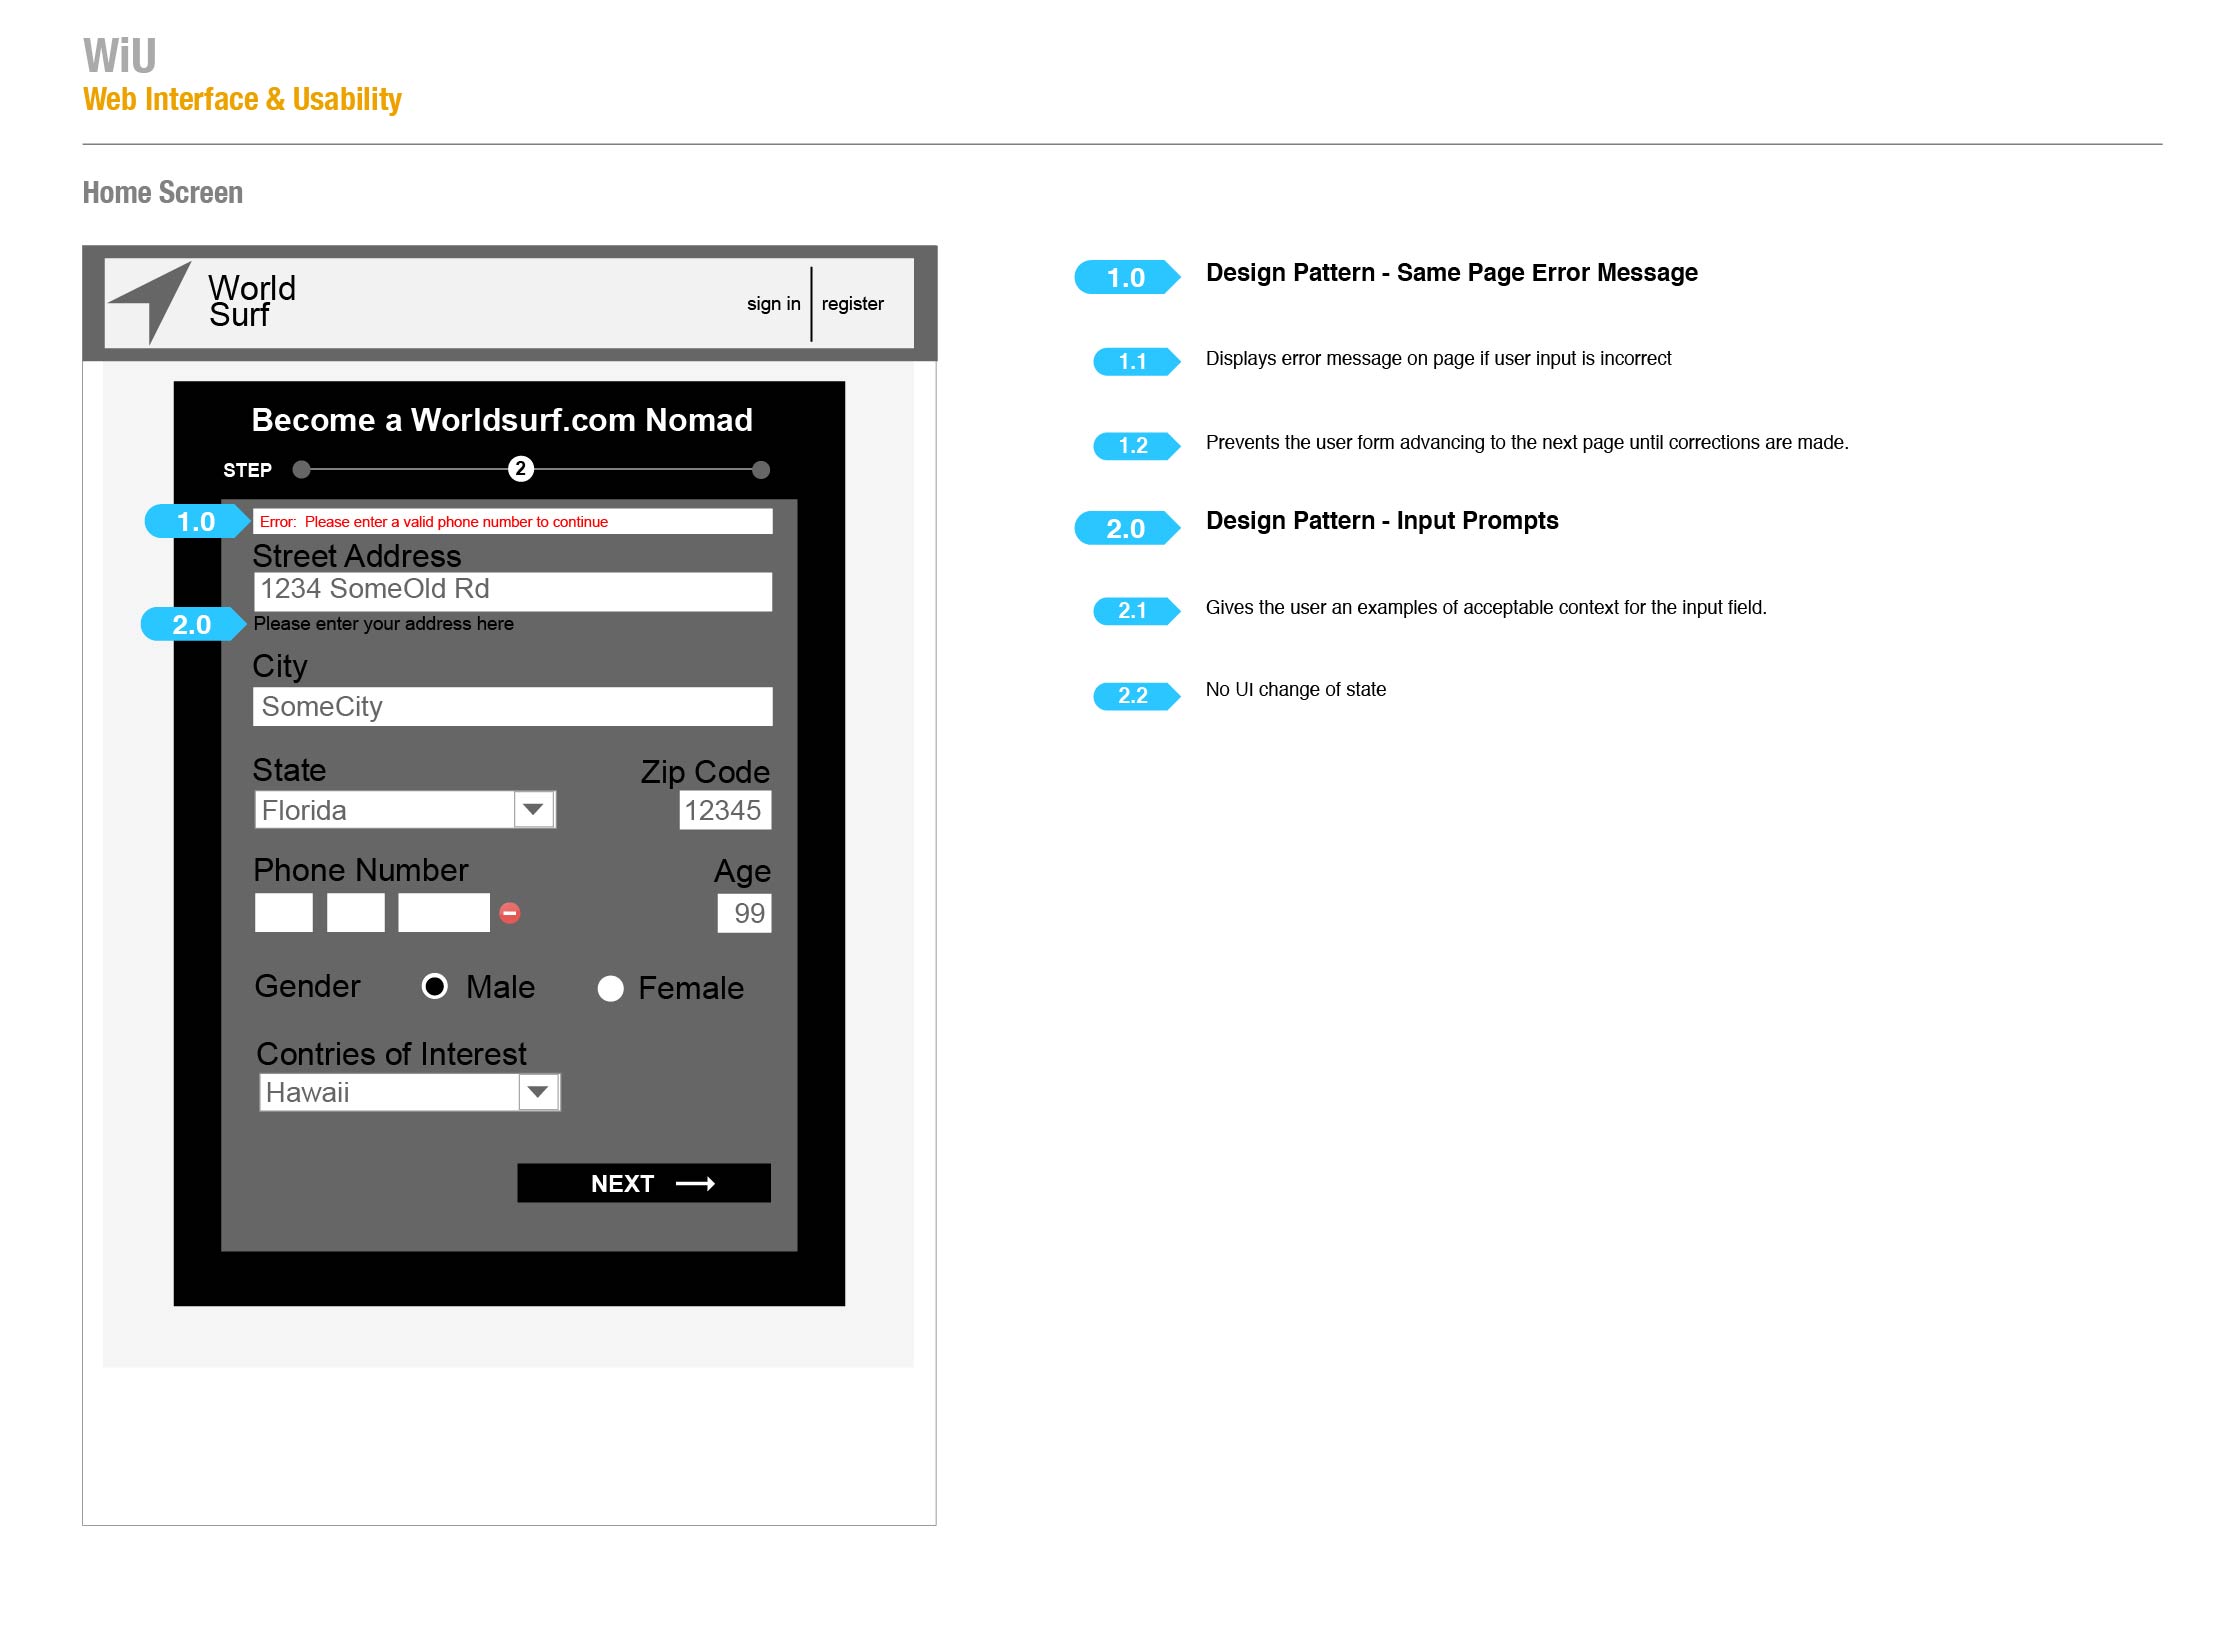 WiU
Web Interface & Usability
Home Screen
World
Surf
sign in
register
Become a Worldsurf.com Nomad
STEP
2
1.0
Error: Please enter a valid phone number to continue
Street Address
1234 SomeOld Rd
2.0
Please enter your address here
City
SomeCity
State
Zip Code
Florida
12345
Phone Number
Age
99
Gender
Male
Female
Contries of Interest
Hawaii
NEXT
1.0
Design Pattern - Same Page Error Message
1.1
Displays error message on page if user input is incorrect
1.2
Prevents the user form advancing to the next page until corrections are made.
2.0
Design Pattern - Input Prompts
2.1
Gives the user an examples of acceptable context for the input field.
2.2
No UI change of state